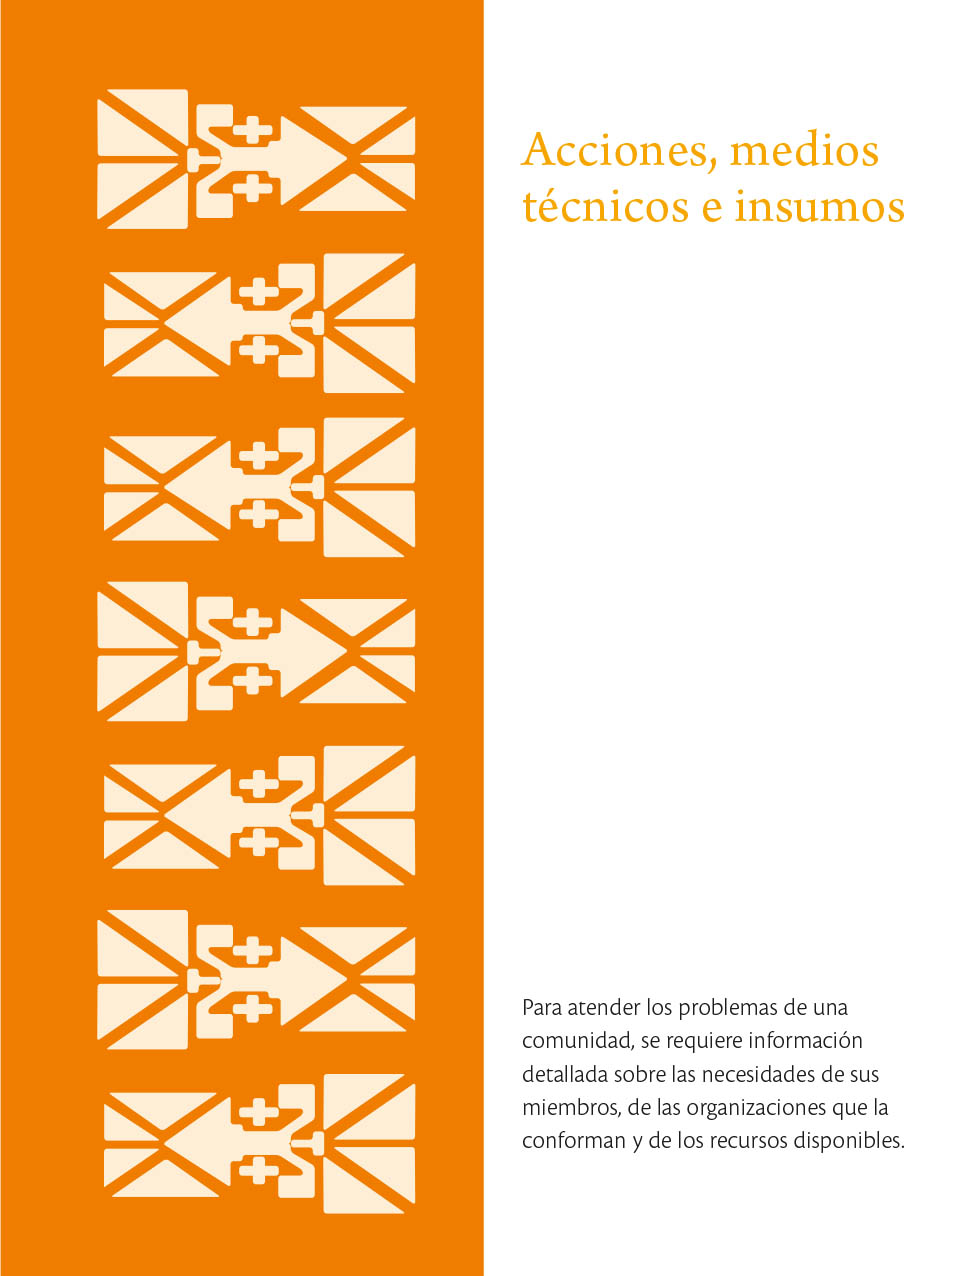 Acciones, medios
técnicos e insumos
Para atender los problemas de una
comunidad, se requiere información
detallada sobre las necesidades de sus
miembros, de las organizaciones que la
conforman y de los recursos disponibles.